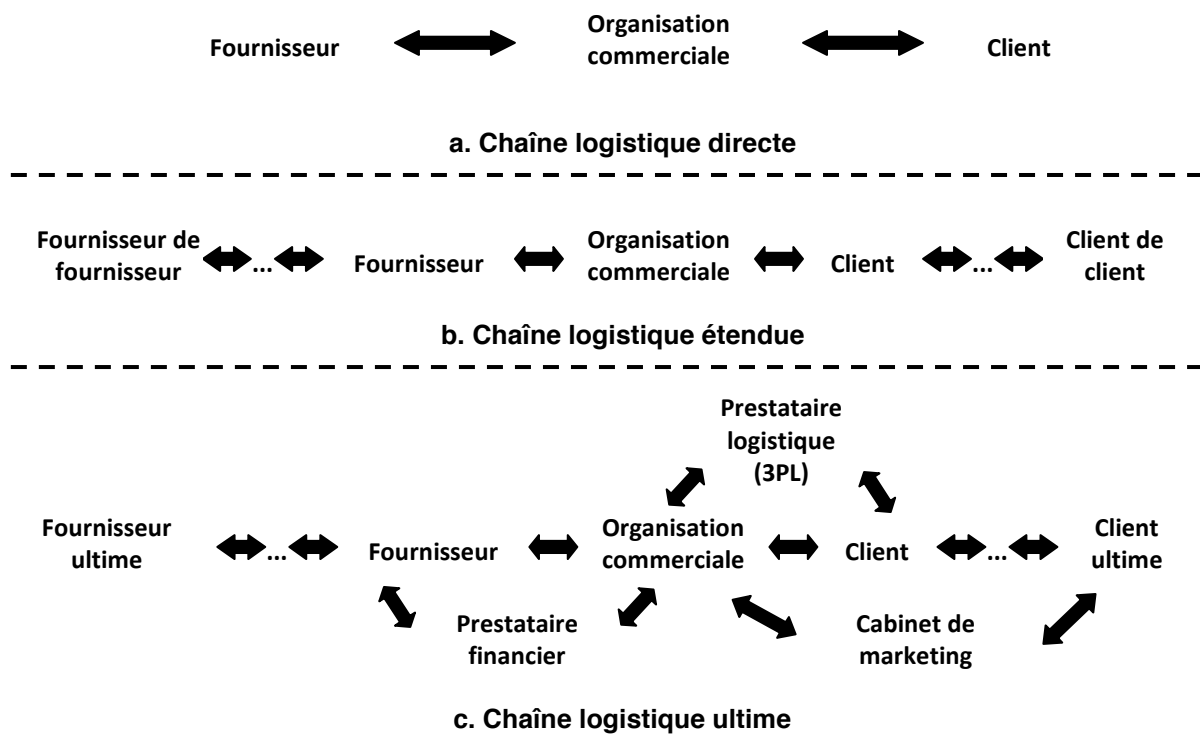 Fournisseur
Organisation
commerciale
Client
a. Chaîne logistique directe
Fournisseur de
fournisseur
...
Fournisseur
Organisation
commerciale
Client
...
Client de
client
b. Chaîne logistique étendue
Prestataire
logistique
(3PL)
Fournisseur
ultime
...
Fournisseur
Organisation
commerciale
Client
...
Client
ultime
Prestataire
financier
Cabinet de
marketing
c. Chaîne logistique ultime